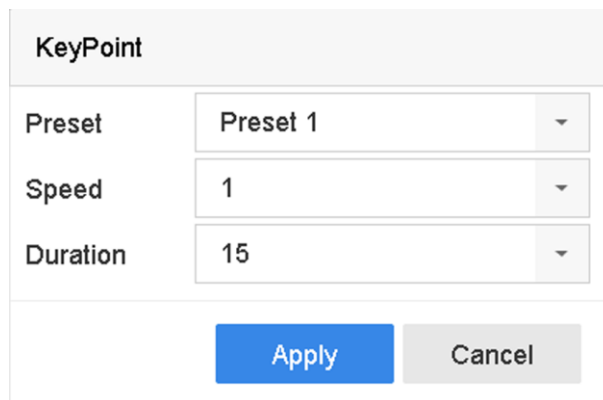 KeyPoint
Preset Preset 1
Speed 1
Duration 15
Apply Cancel